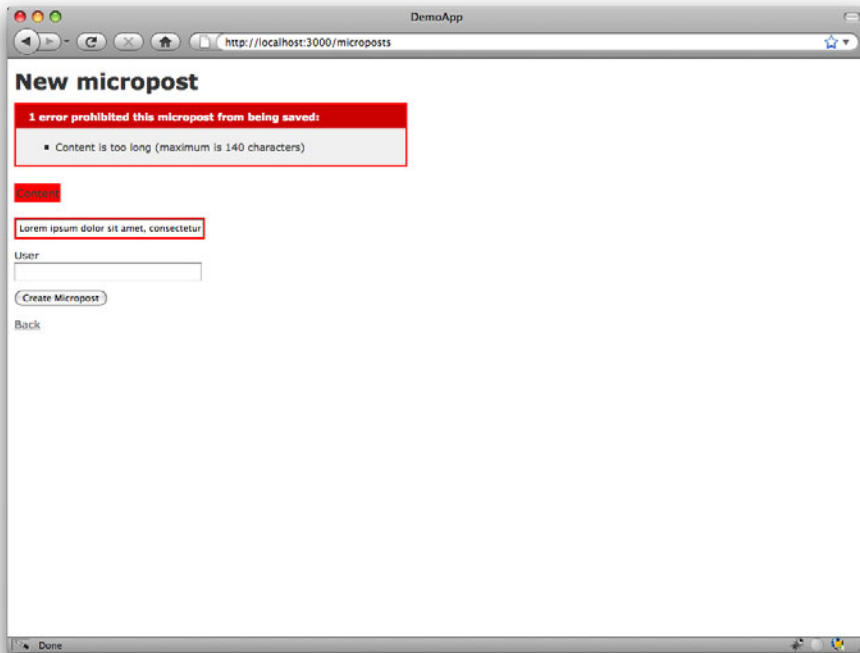 DemoApp
http://localhost:3000/microposts
New micropost
1 error prohibited this micropost from being saved:
Content is too long (maximum is 140 characters)
Content
Lorem ipsum dolor sit amet, consectetur
User
Create Micropost
Back
Done